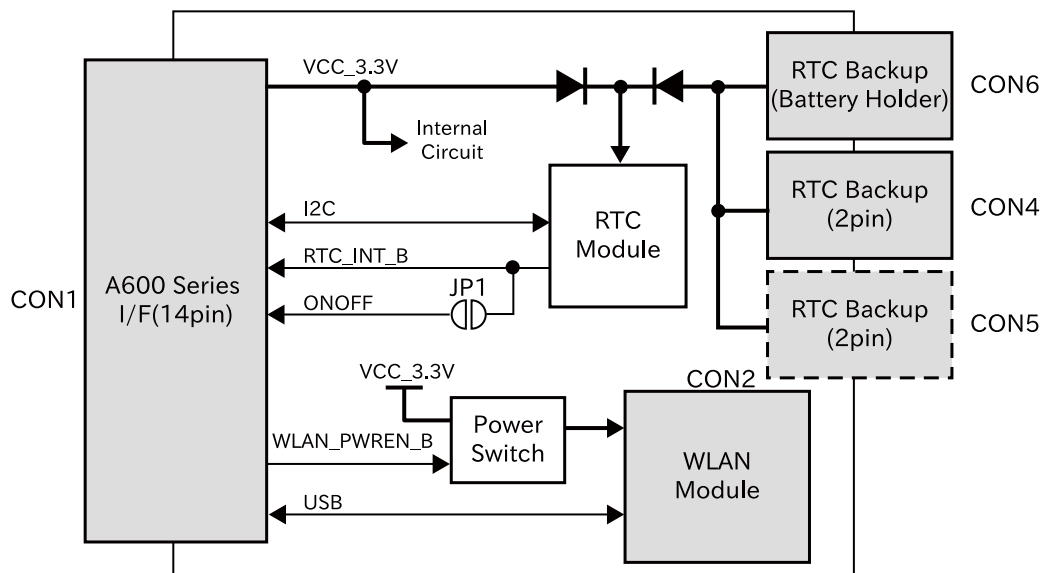 VCC_3.3V
RTC Backup
(Battery Holder)
CON6
Internal
Circuit
RTC Backup
(2pin)
CON4
I2C
RTC
Module
RTC_INT_B
CON1
A600 Series
I/F(14pin)
JP1
ONOFF
RTC Backup
(2pin)
CON5
VCC_3.3V
CON2
Power
Switch
WLAN_PWREN_B
WLAN
Module
USB